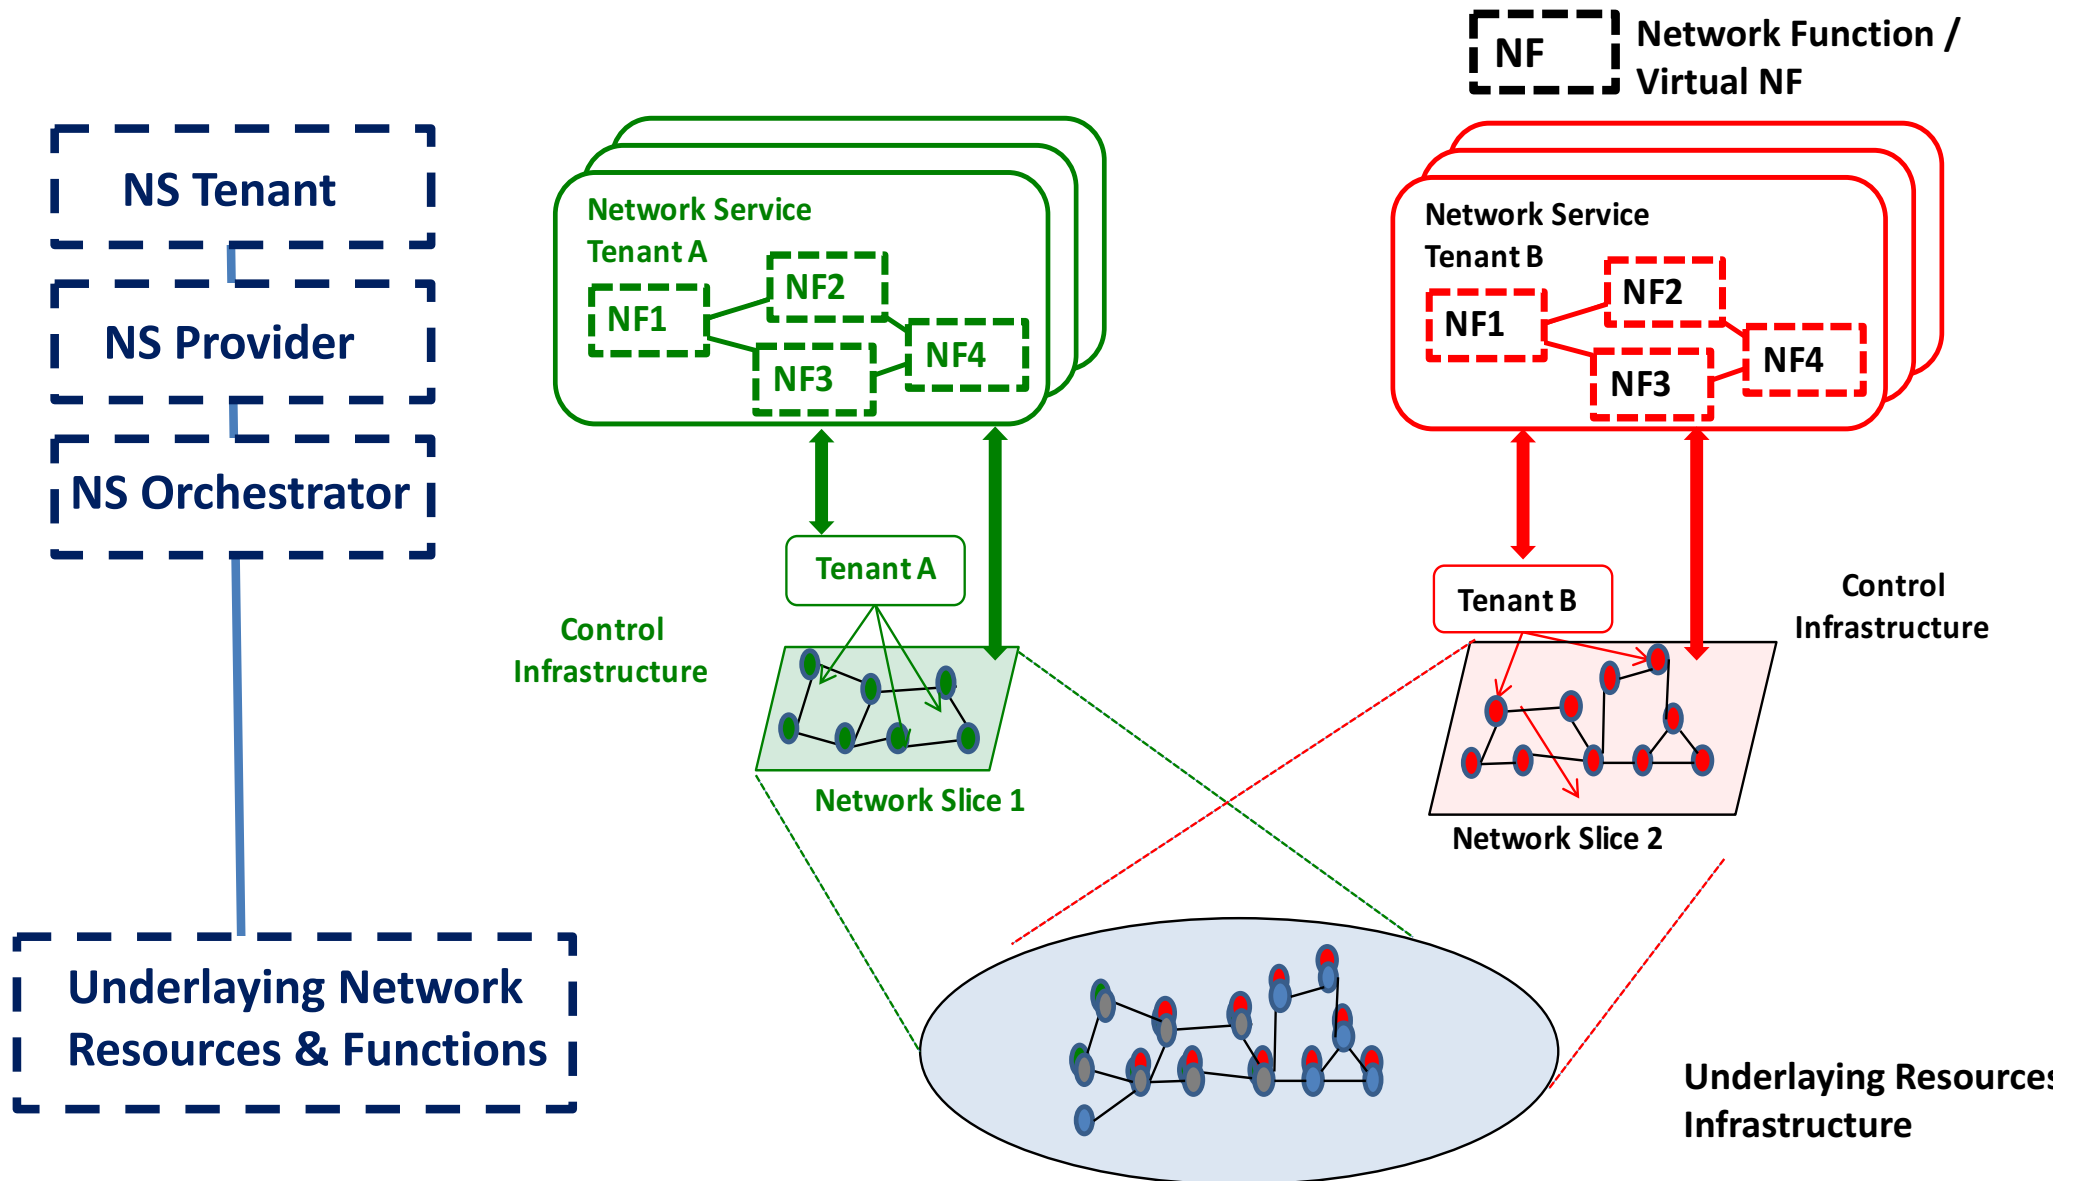 NF
Network Function /
Virtual NF
NS Tenant
NS Provider
NS Orchestrator
Underlaying Network
Resources & Functions
Network Service
Tenant A
NF1
NF2
NF3
NF4
Tenant A
Control
Infrastructure
Network Slice 1
Network Service
Tenant B
NF1
NF2
NF3
NF4
Tenant B
Control
Infrastructure
Network Slice 2
Underlaying Resources
Infrastructure